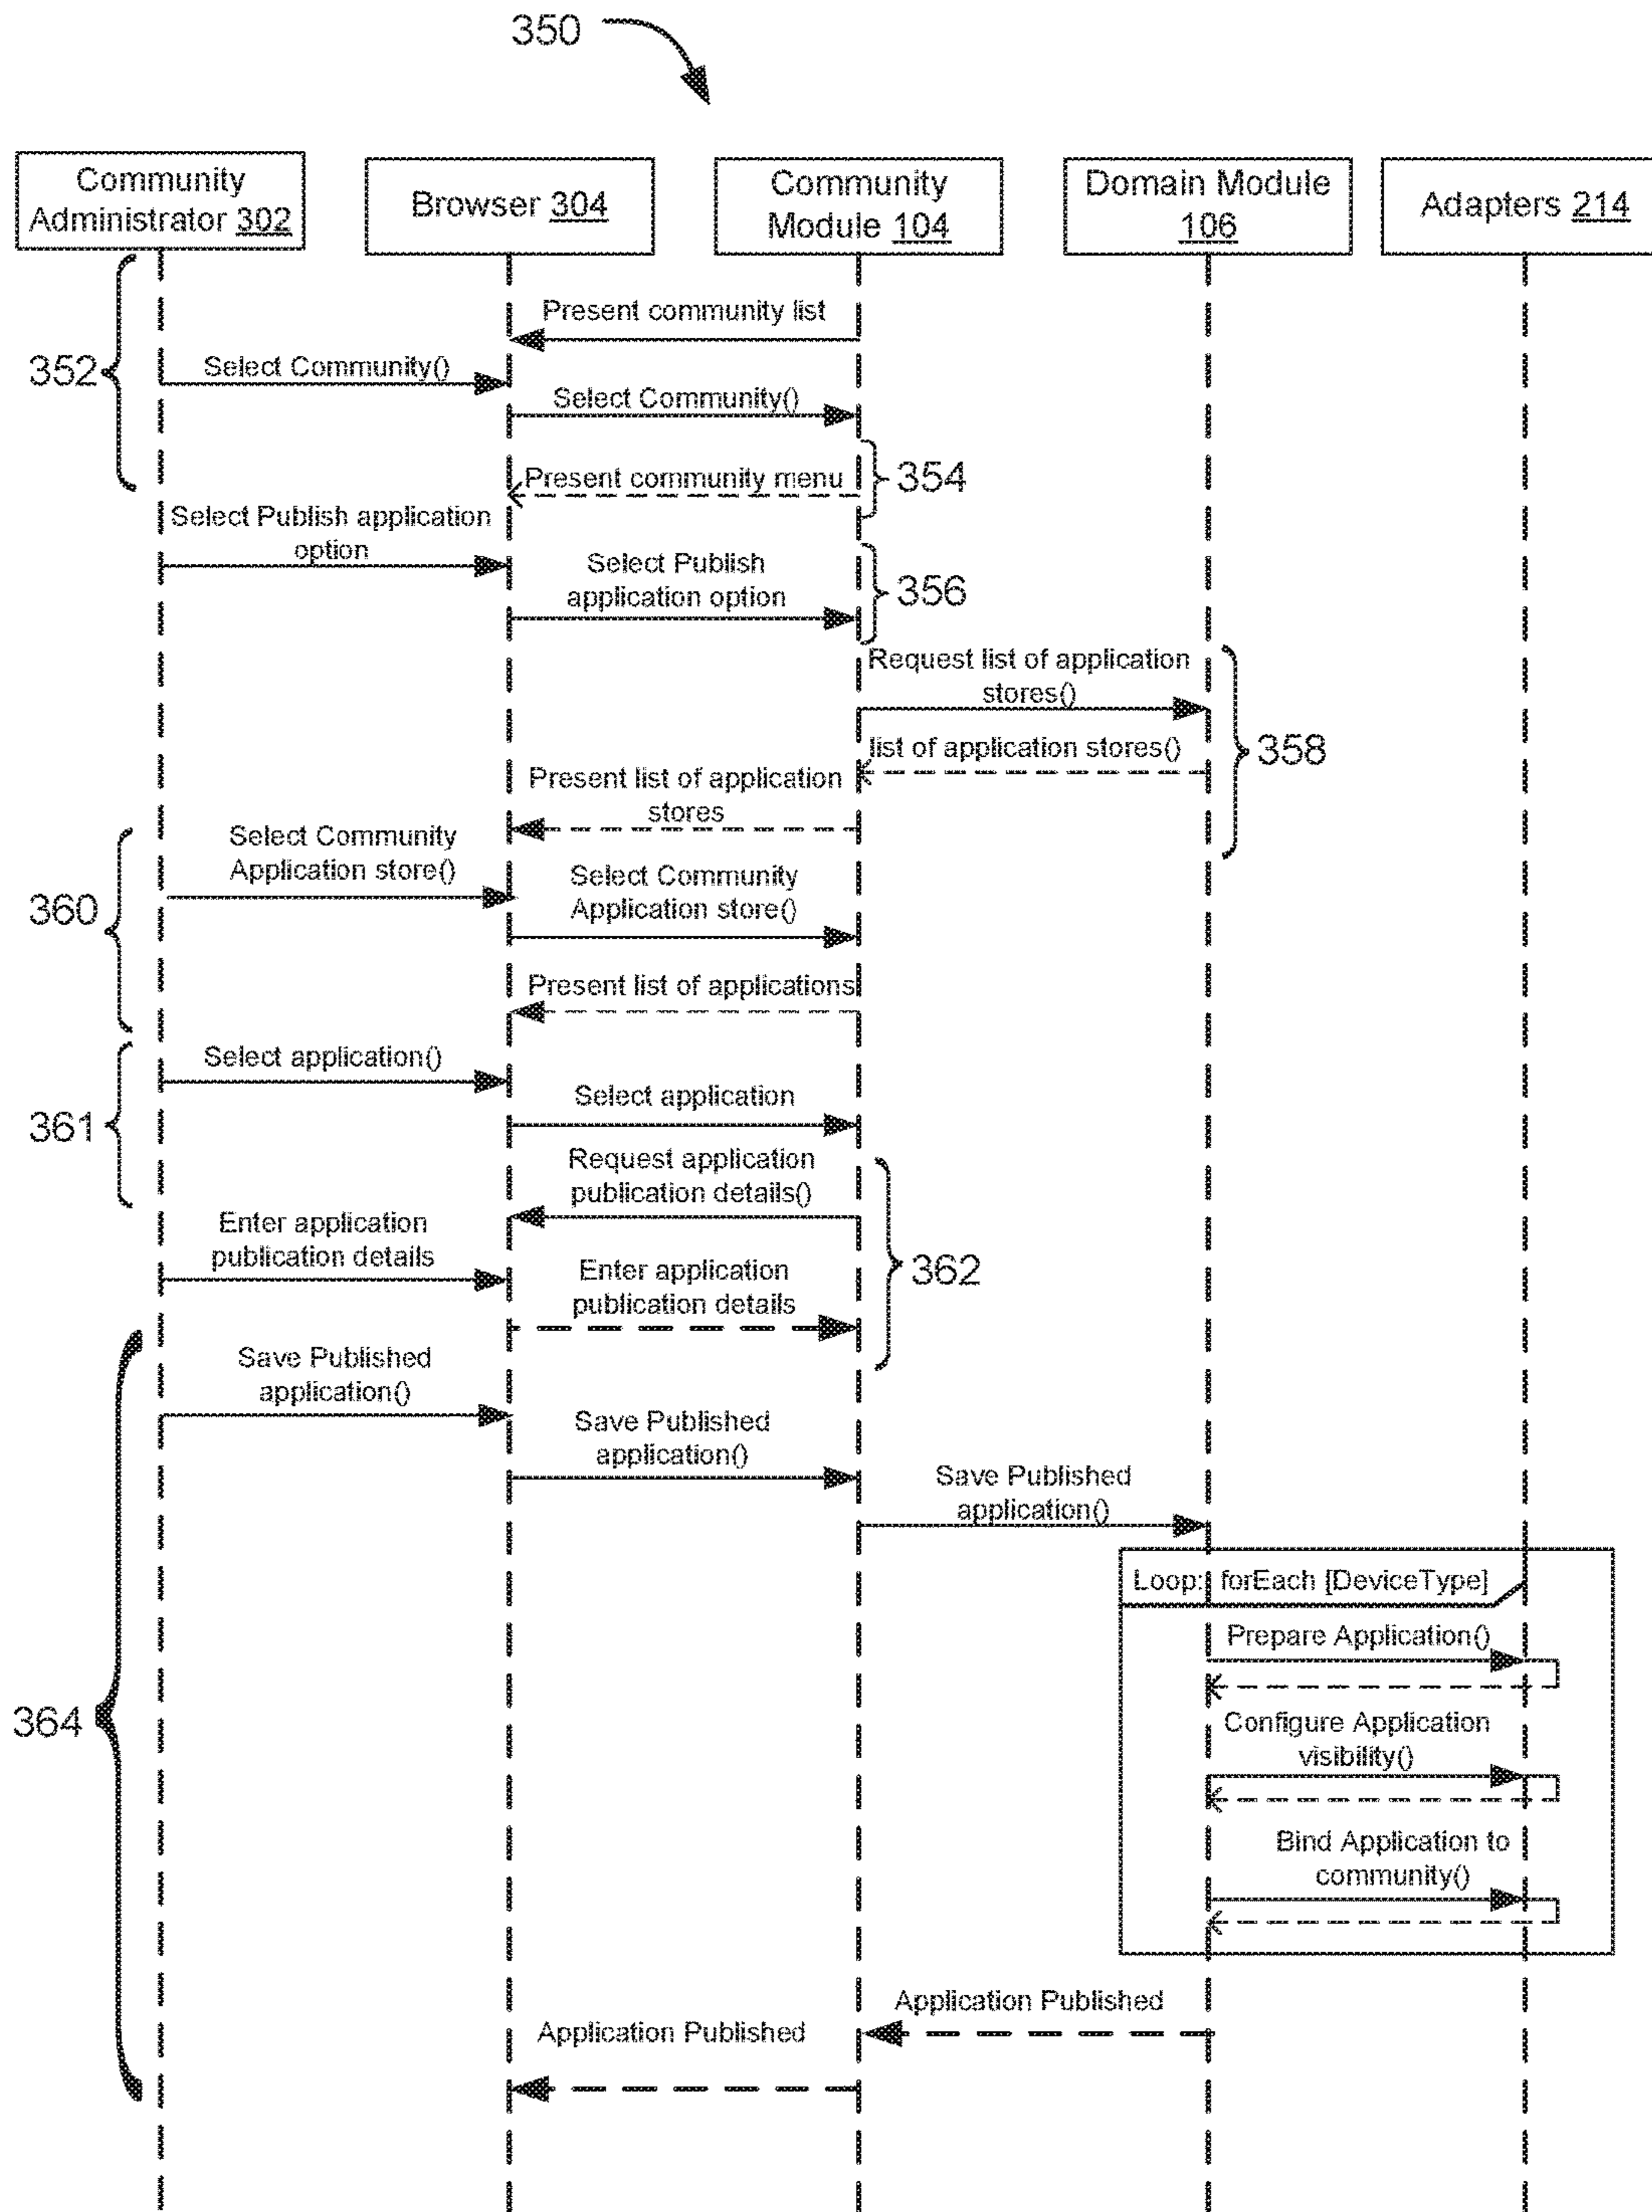 350
Community
Administrator 302
Browser 304
Community
Module 104
Domain Module
106
Adapters 214
Present community list
352
Select Community()
Select Community()
354
Present community menu
Select Publish application
option
Select Publish
application option
356
Request list of application
stores()
list of application stores()
358
Present list of application
stores
Select Community
Application store()
Select Community
Application store()
360
Present list of applications
Select application()
Select application
361
Request application
publication details()
Enter application
publication details
362
Enter application
publication details
Save Published
application()
Save Published
application()
Save Published
application()
Loop: forEach [DeviceType]
Prepare Application()
364
Configure Application
visibility()
Bind Application to
community()
Application Published
Application Published